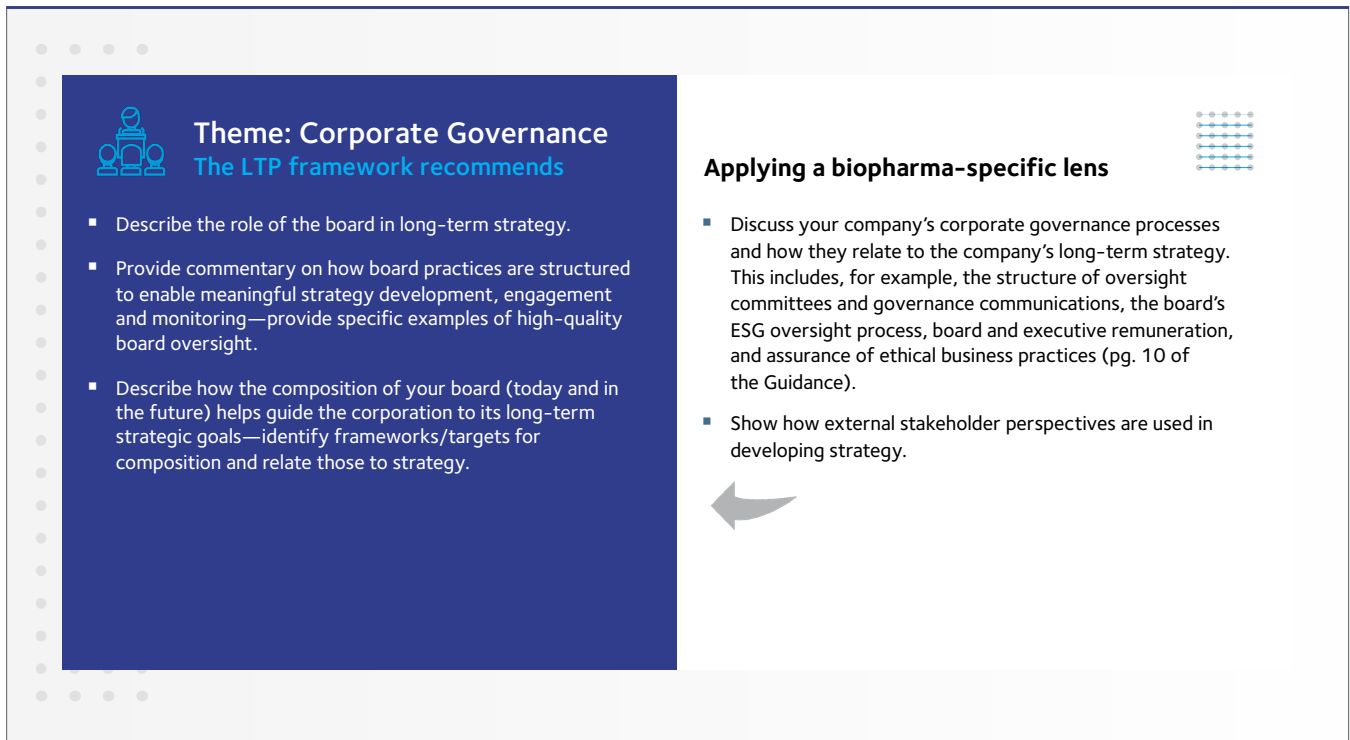 Theme: Corporate Governance
The LTP framework recommends
▪ Describe the role of the board in long-term strategy.
▪ Provide commentary on how board practices are structured
to enable meaningful strategy development, engagement
and monitoring—provide specific examples of high-quality
board oversight.
▪ Describe how the composition of your board (today and in
the future) helps guide the corporation to its long-term
strategic goals—identify frameworks/targets for
composition and relate those to strategy.
Applying a biopharma-specific lens
▪ Discuss your company’s corporate governance processes
and how they relate to the company’s long-term strategy.
This includes, for example, the structure of oversight
committees and governance communications, the board’s
ESG oversight process, board and executive remuneration,
and assurance of ethical business practices (pg. 10 of
the Guidance).
▪ Show how external stakeholder perspectives are used in
developing strategy.